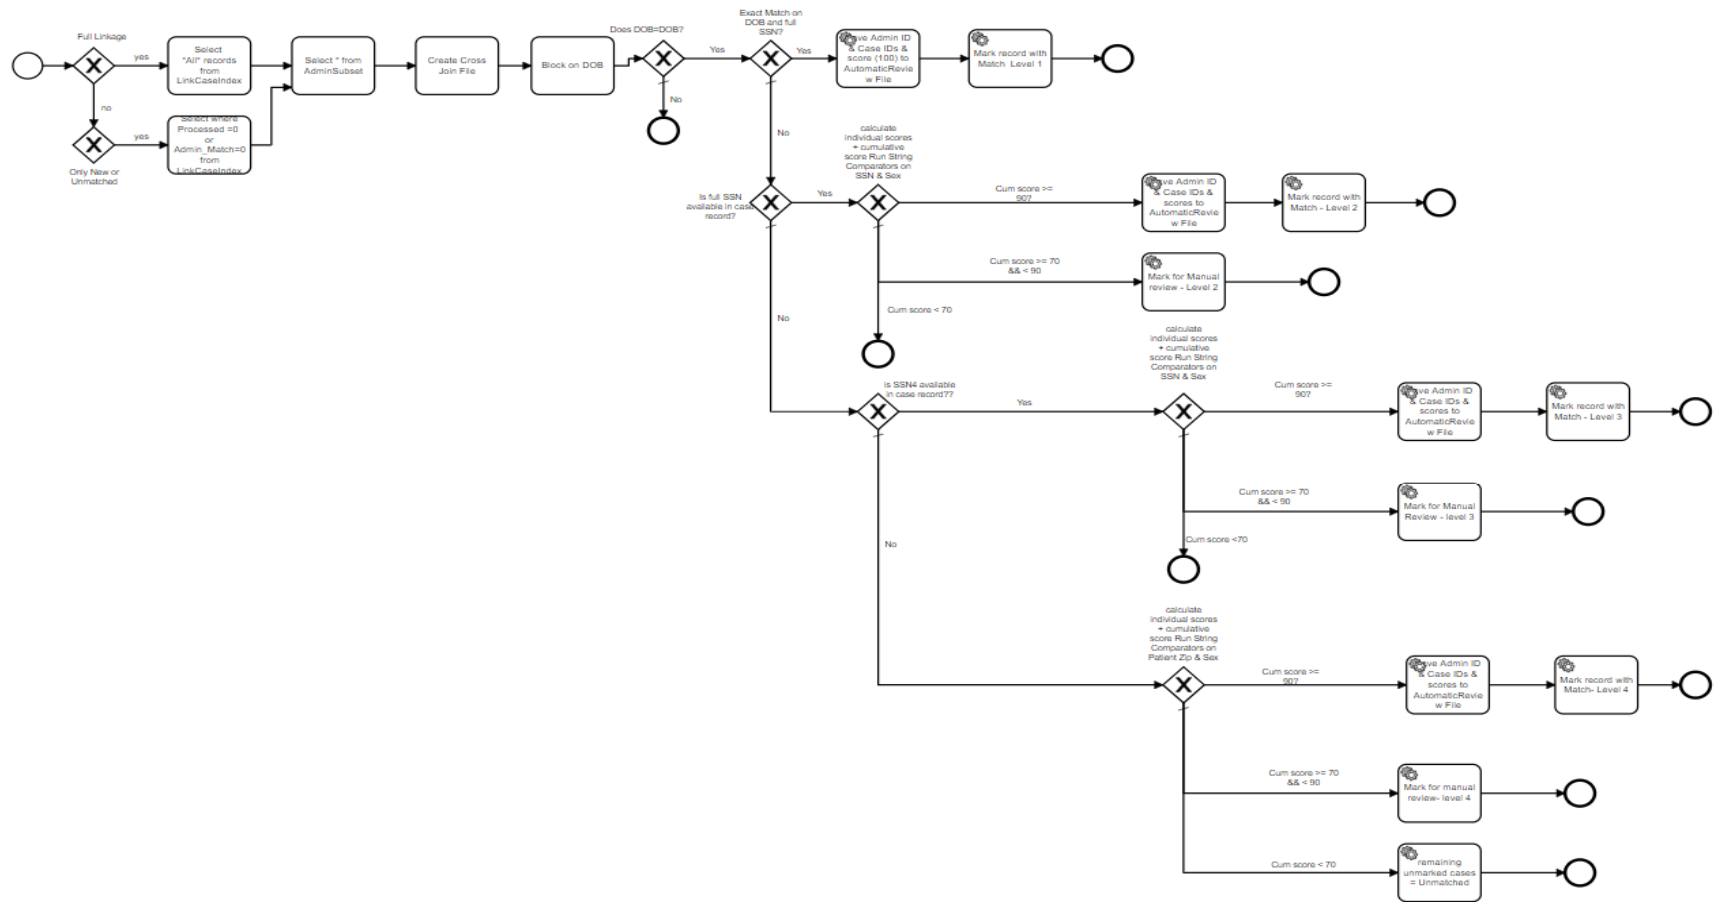 Full Linkage
yes
no
Only New or
Unmatched
yes
Select
"All" records
from
LinkCaseIndex
Select where
Processed =0
or
Admin_Match=0
from
LinkCaseIndex
Select * from
AdminSubset
Create Cross
Join File
Block on DOB
Does DOB=DOB?
Yes
No
Exact Match on
DOB and full
SSN?
Yes
No
& Case IDs &
score (100) to
AutomaticRevie
w File
Mark record with
Match Level 1
Is full SSN
available in case
record?
Yes
No
calculate
individual scores
+ cumulative
score Run String
Comparators on
SSN & Sex
Cum score >=
90?
ve Admin ID
& Case IDs &
scores to
AutomaticRevie
w File
Mark record with
Match - Level 2
Cum score >= 70
&& < 90
Mark for Manual
review - Level 2
Cum score < 70
is SSN4 available
in case record??
Yes
No
calculate
individual scores
+ cumulative
score Run String
Comparators on
SSN & Sex
Cum score >=
90?
ve Admin ID
& Case IDs &
scores to
AutomaticRevie
w File
Mark record with
Match - Level 3
Cum score >= 70
&& < 90
Mark for Manual
Review - level 3
Cum score <70
calculate
individual scores
+ cumulative
score Run String
Comparators on
Patient Zip & Sex
Cum score >=
90?
ve Admin ID
& Case IDs &
scores to
AutomaticRevie
w File
Mark record with
Match- Level 4
Cum score >= 70
&& < 90
Mark for manual
review- level 4
Cum score < 70
remaining
unmarked cases
= Unmatched